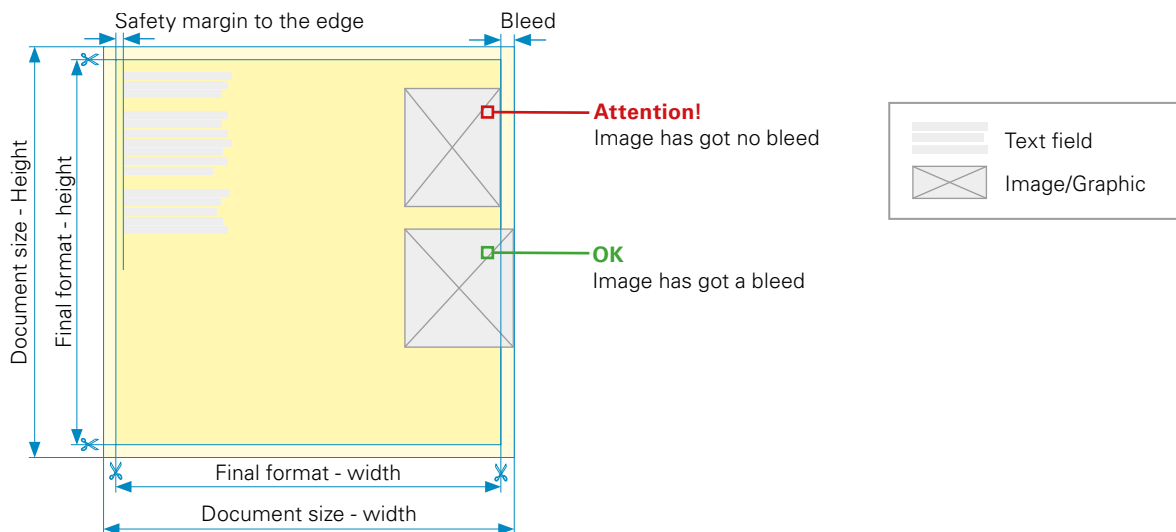 Safety margin to the edge
Bleed
Document size - Height
Final format - height
Attention!
Image has got no bleed
OK
Image has got a bleed
Text field
Image/Graphic
Final format - width
Document size - width